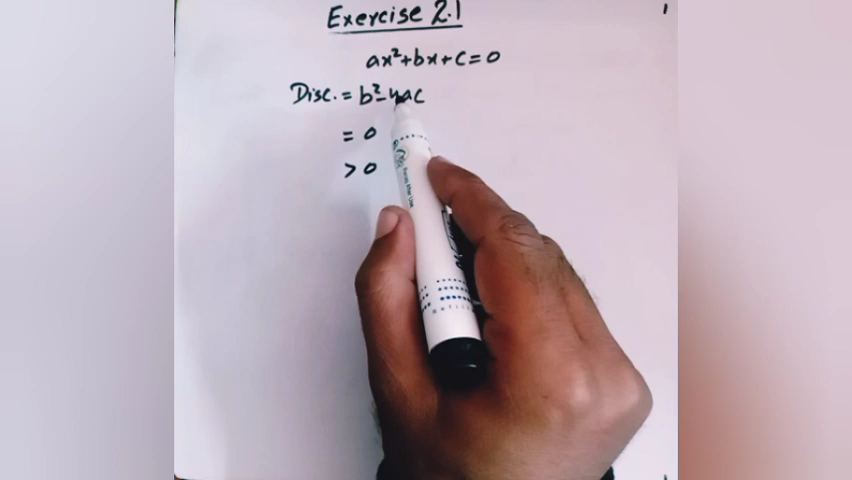 Exercise 2.1
ax²+bx+c=0
Disc. = b²-4ac
= 0
> 0